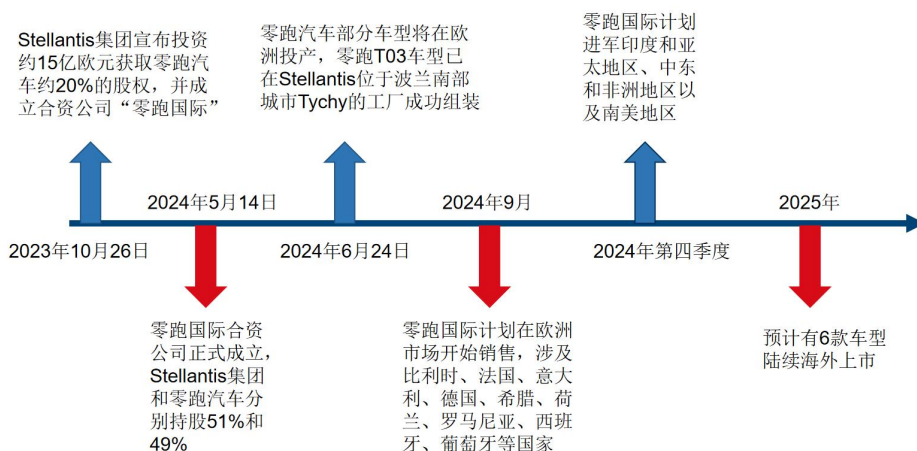 Stellantis集团宣布投资
约15亿欧元获取零跑汽
车约20%的股权，并成
立合资公司“零跑国际”
零跑汽车部分车型将在欧
洲投产，零跑T03车型已
在Stellantis位于波兰南部
城市Tychy的工厂成功组装
零跑国际计划
进军印度和亚
太地区、中东
和非洲地区以
及南美地区
2024年5月14日
2024年9月
2025年
2023年10月26日
2024年6月24日
2024年第四季度
零跑国际合资
公司正式成立，
Stellantis集团
和零跑汽车分
别持股51%和
49%
零跑国际计划在欧洲
市场开始销售，涉及
比利时、法国、意大
利、德国、希腊、荷
兰、罗马尼亚、西班
牙、葡萄牙等国家
预计有6款车型
陆续海外上市